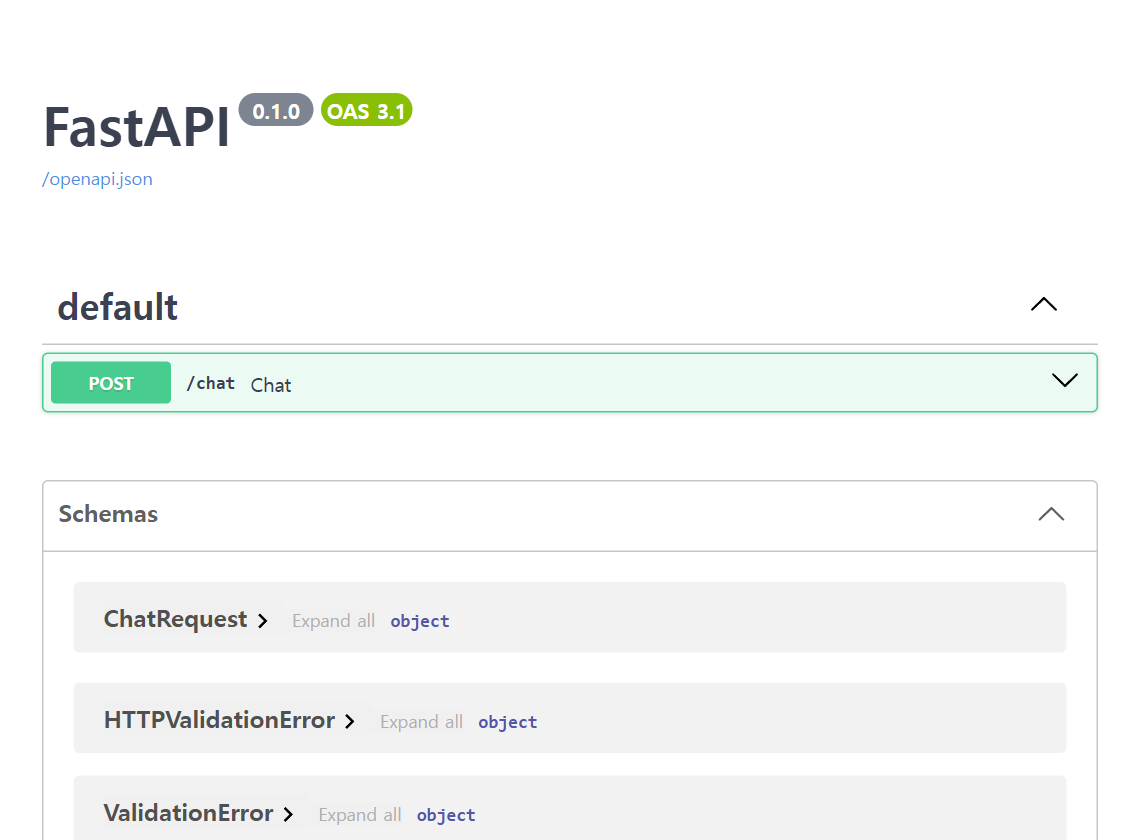 FastAPI 0.1.0 OAS 3.1
/openapi.json
default
POST /chat Chat
Schemas
ChatRequest Expand all object
HTTPValidationError Expand all object
ValidationError Expand all object